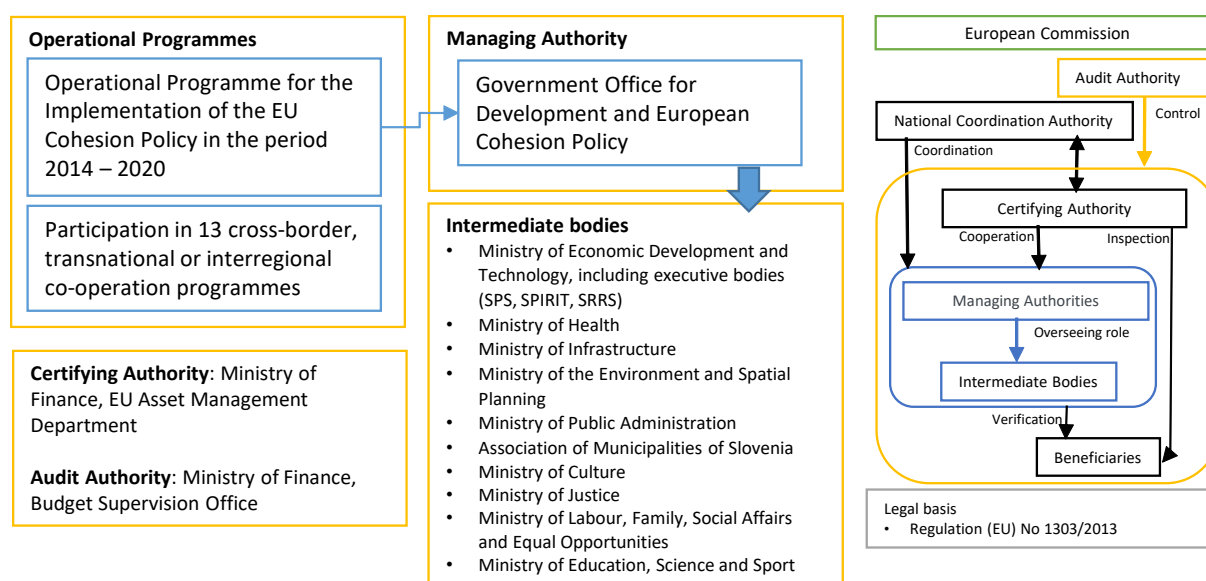 Operational Programmes
Operational Programme for the
Implementation of the EU
Cohesion Policy in the period
2014 – 2020
Participation in 13 cross-border,
transnational or interregional
co-operation programmes
Certifying Authority: Ministry of
Finance, EU Asset Management
Department
Audit Authority: Ministry of Finance,
Budget Supervision Office
Managing Authority
Government Office for
Development and European
Cohesion Policy
Intermediate bodies
• Ministry of Economic Development and
Technology, including executive bodies
(SPS, SPIRIT, SRRS)
• Ministry of Health
• Ministry of Infrastructure
• Ministry of the Environment and Spatial
Planning
• Ministry of Public Administration
• Association of Municipalities of Slovenia
• Ministry of Culture
• Ministry of Justice
• Ministry of Labour, Family, Social Affairs
and Equal Opportunities
• Ministry of Education, Science and Sport
European Commission
Audit Authority
Control
National Coordination Authority
Coordination
Certifying Authority
Cooperation
Inspection
Managing Authorities
Overseeing role
Intermediate Bodies
Verification
Beneficiaries
Legal basis
• Regulation (EU) No 1303/2013